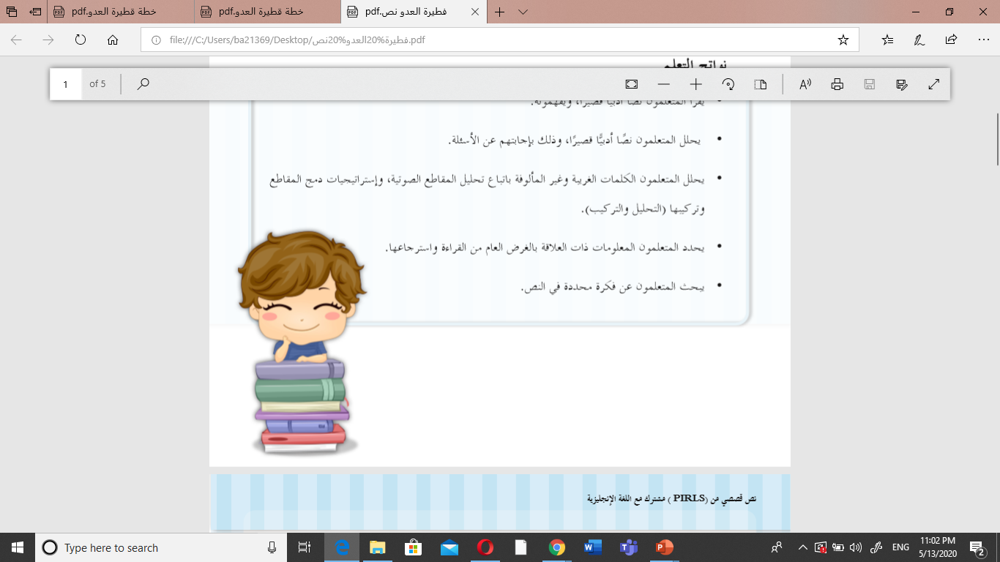 خطة قطيرة العدو.pdf
خطة قطيرة العدو.pdf
فطيرة العدو نص.pdf
file:///C:/Users/ba21369/Desktop/فطيرة%20العدو%20نص.pdf
نواتج التعلم
1 of 5
يقرأ المتعلمون نصًّا أدبيًّا قصيرًا، ويفهمونه.
• يحلل المتعلمون نصًّا أدبيًّا قصيرًا، وذلك بإجابتهم عن الأسئلة.
• يحلل المتعلمون الكلمات الغريبة وغير المألوفة باتباع تحليل المقاطع الصوتية، وإستراتيجيات دمج المقاطع
وتركيبها (التحليل والتركيب).
• يحدد المتعلمون المعلومات ذات العلاقة بالغرض العام من القراءة واسترجاعها.
• يبحث المتعلمون عن فكرة محددة في النص.
نص قصصي من (PIRLS ) مشترك مع اللغة الإنجليزية
Type here to search
ENG
11:02 PM
5/13/2020
2